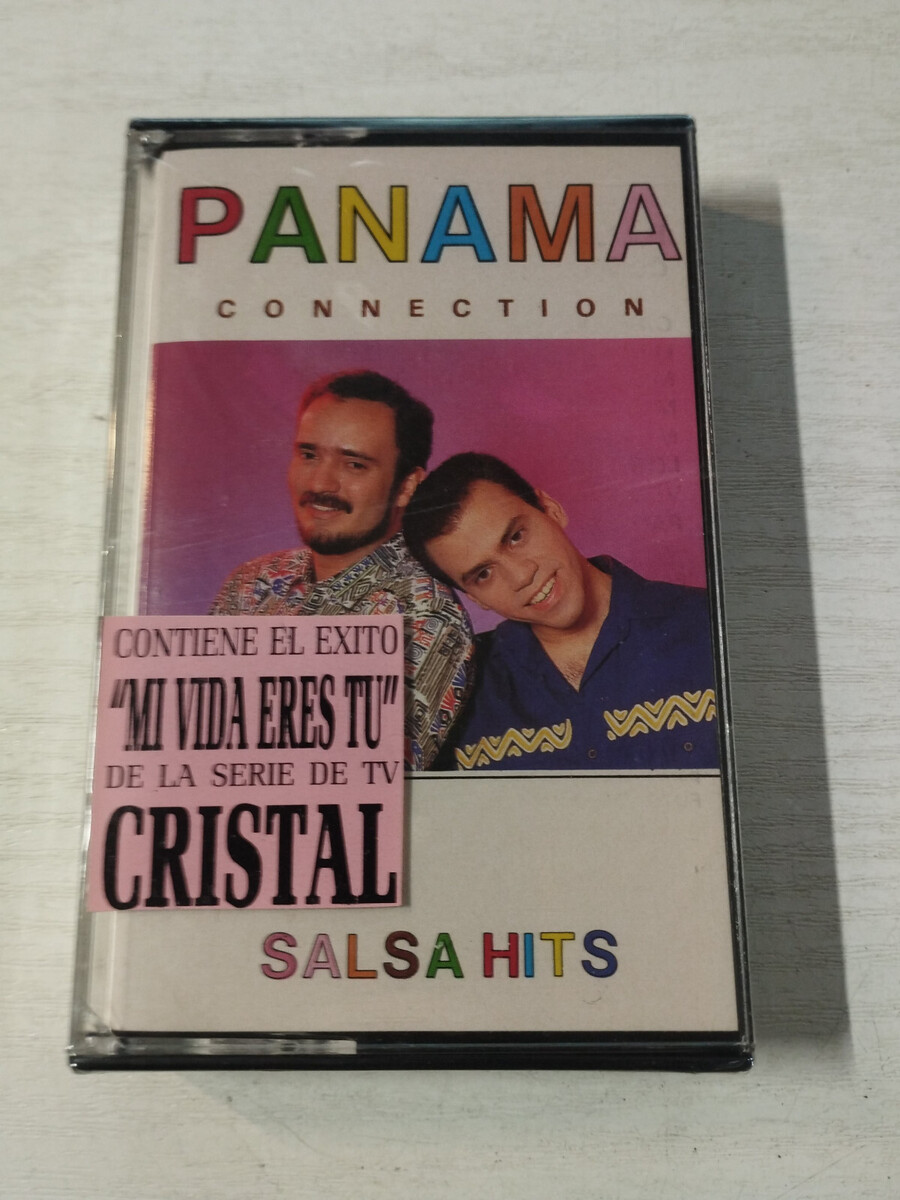 PANAMA
CONNECTION
CONTIENE EL EXITO
"MI VIDA ERES TU"
DE LA SERIE DE TV
CRISTAL
SALSA HITS